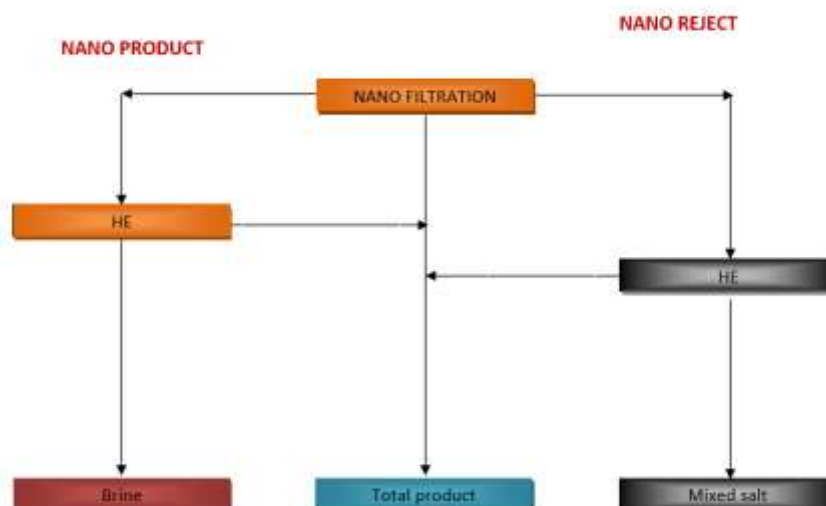 NANO REJECT
NANO PRODUCT
NANO FILTRATION
HE
HE
Brine
Total product
Mixed salt